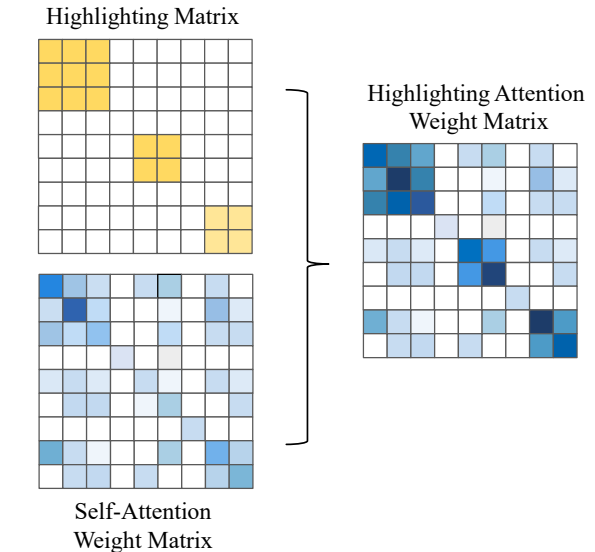 Highlighting Matrix
Highlighting Attention
Weight Matrix
Self-Attention
Weight Matrix